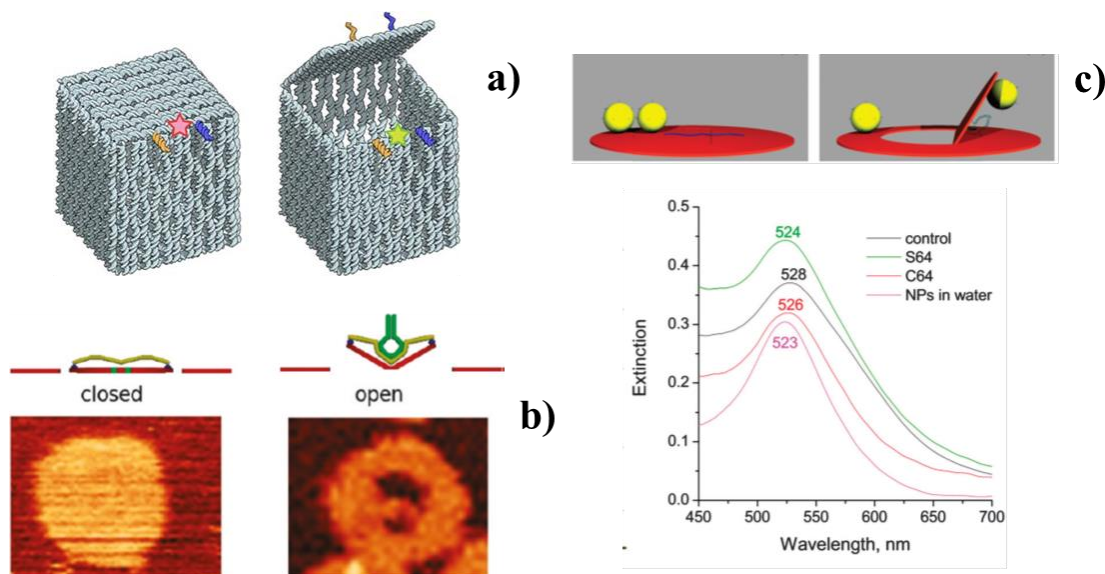 a)
c)
closed
open
b)
0.5
0.4
0.3
0.2
0.1
0.0
Extinction
524
528
526
523
control
S64
C64
NPs in water
450
500
550
600
650
700
Wavelength, nm